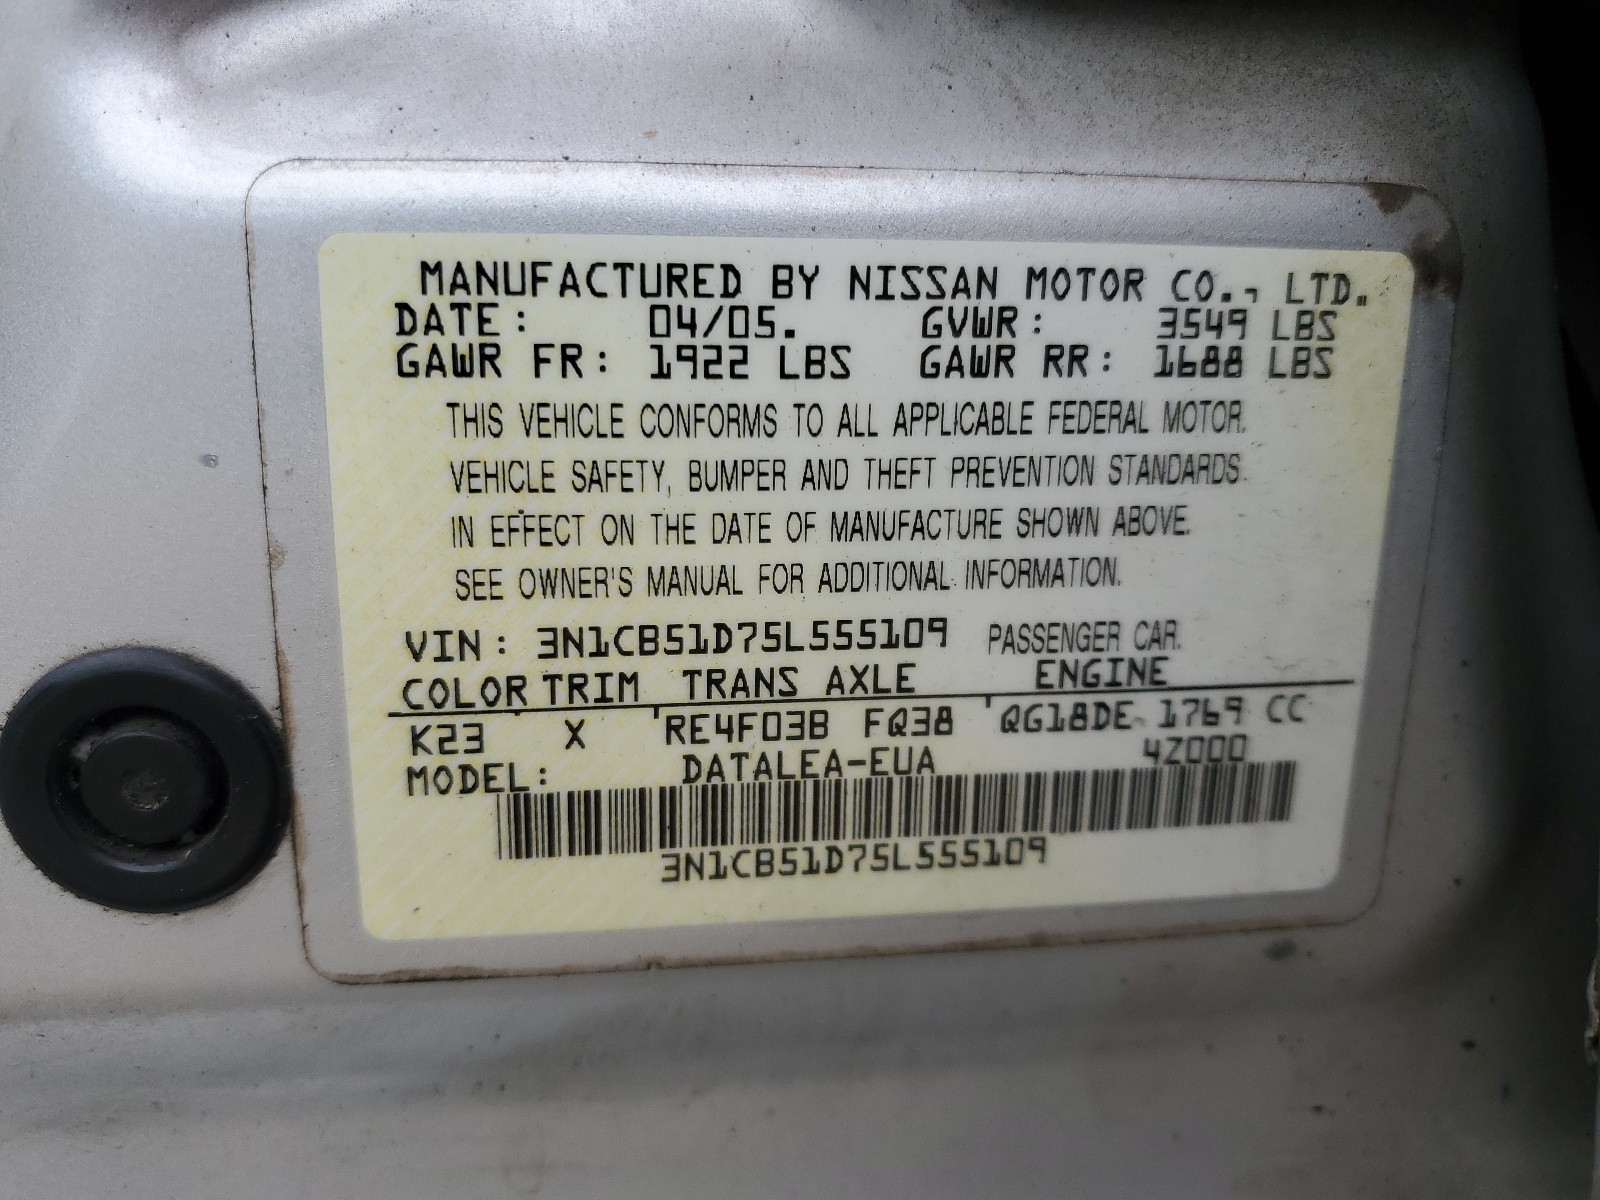 MANUFACTURED BY NISSAN MOTOR CO., LTD.
DATE: 04/05. GVWR: 3549 LBS
GAWR FR: 1922 LBS GAWR RR: 1688 LBS
THIS VEHICLE CONFORMS TO ALL APPLICABLE FEDERAL MOTOR.
VEHICLE SAFETY, BUMPER AND THEFT PREVENTION STANDARDS.
IN EFFECT ON THE DATE OF MANUFACTURE SHOWN ABOVE.
SEE OWNER'S MANUAL FOR ADDITIONAL INFORMATION.
VIN: 3N1CB51D75L555109 PASSENGER CAR.
COLOR TRIM TRANS AXLE ENGINE
K23 X RE4F03B FQ38 QG18DE 1769 CC
MODEL: DATALEA-EUA 4Z000
3N1CB51D75L555109